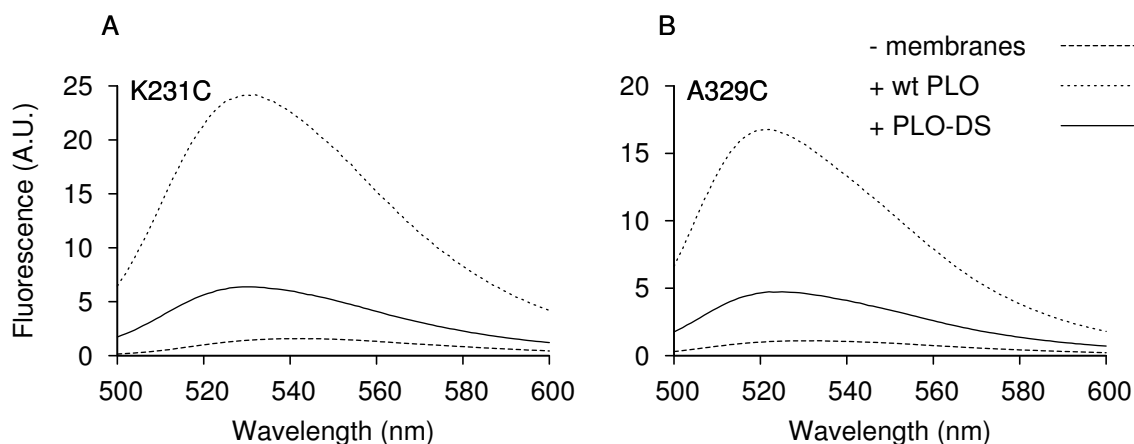 A
K231C
25
20
15
10
5
0
500 520 540 560 580 600
Fluorescence (A.U.)
Wavelength (nm)
B
A329C
- membranes
+ wt PLO
+ PLO-DS
20
15
10
5
0
500 520 540 560 580 600
Wavelength (nm)